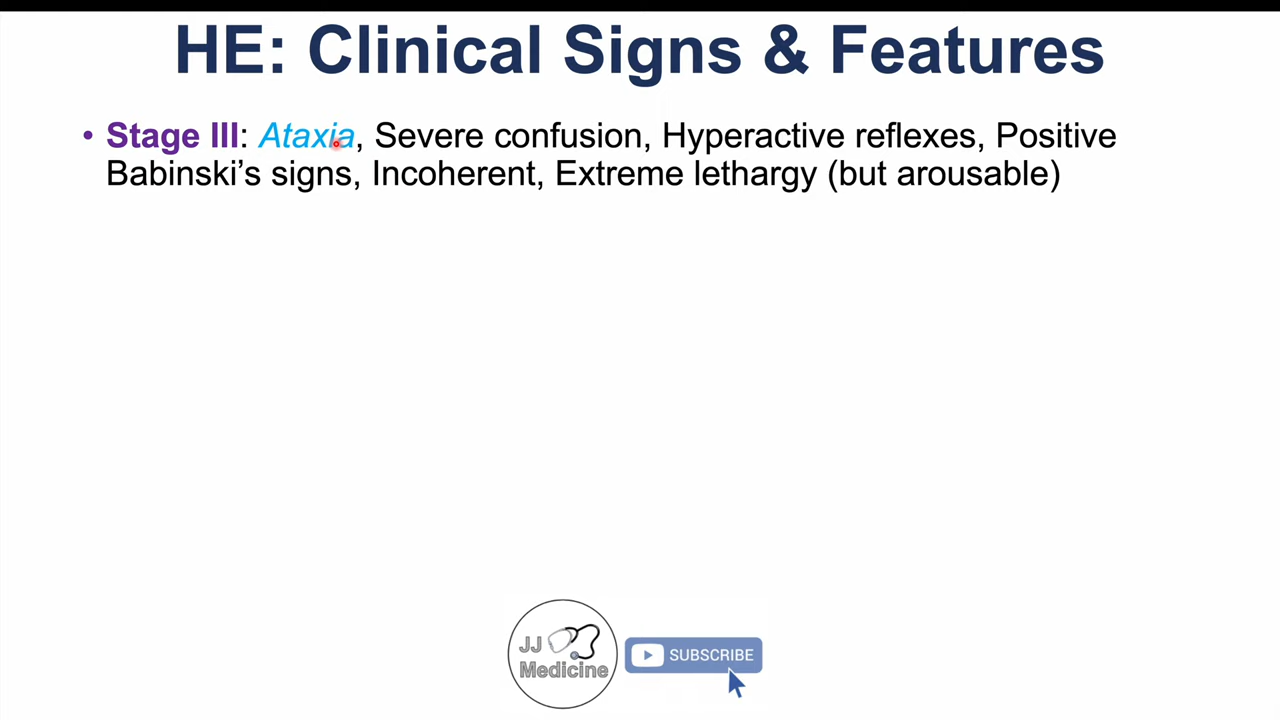 HE: Clinical Signs & Features
• Stage III: Ataxia, Severe confusion, Hyperactive reflexes, Positive
Babinski’s signs, Incoherent, Extreme lethargy (but arousable)
JJ
Medicine
SUBSCRIBE